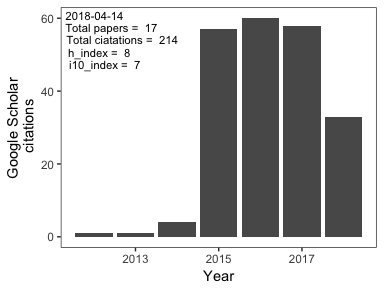 2018-04-14
Total papers = 17
Total ciatations = 214
h_index = 8
i10_index = 7
60
40
20
0
Google Scholar
citations
2013
2015
2017
Year